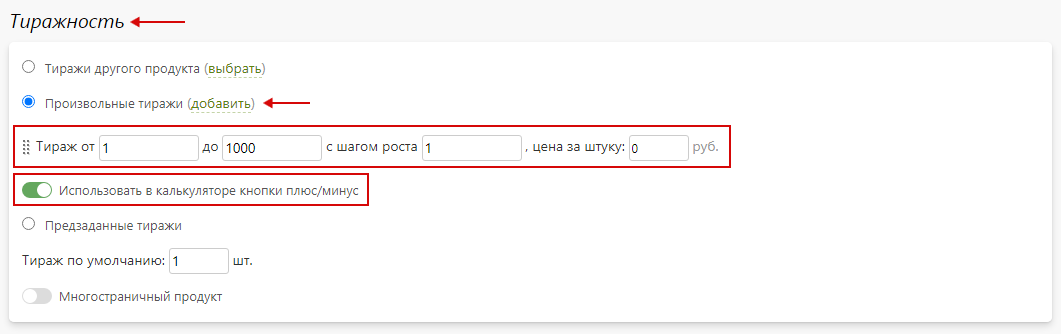 Тиражность
Тиражи другого продукта (выбрать)
Произвольные тиражи (добавить)
Тираж от 1 до 1000 с шагом роста 1 , цена за штуку: 0 руб.
Использовать в калькуляторе кнопки плюс/минус
Предзаданные тиражи
Тираж по умолчанию: 1 шт.
Многостраничный продукт